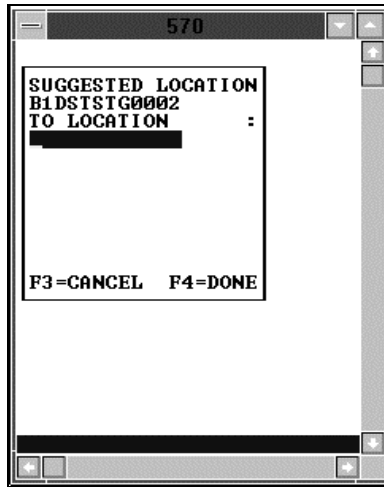 570
SUGGESTED LOCATION
B1DSTSTG0002
TO LOCATION :
F3=CANCEL F4=DONE